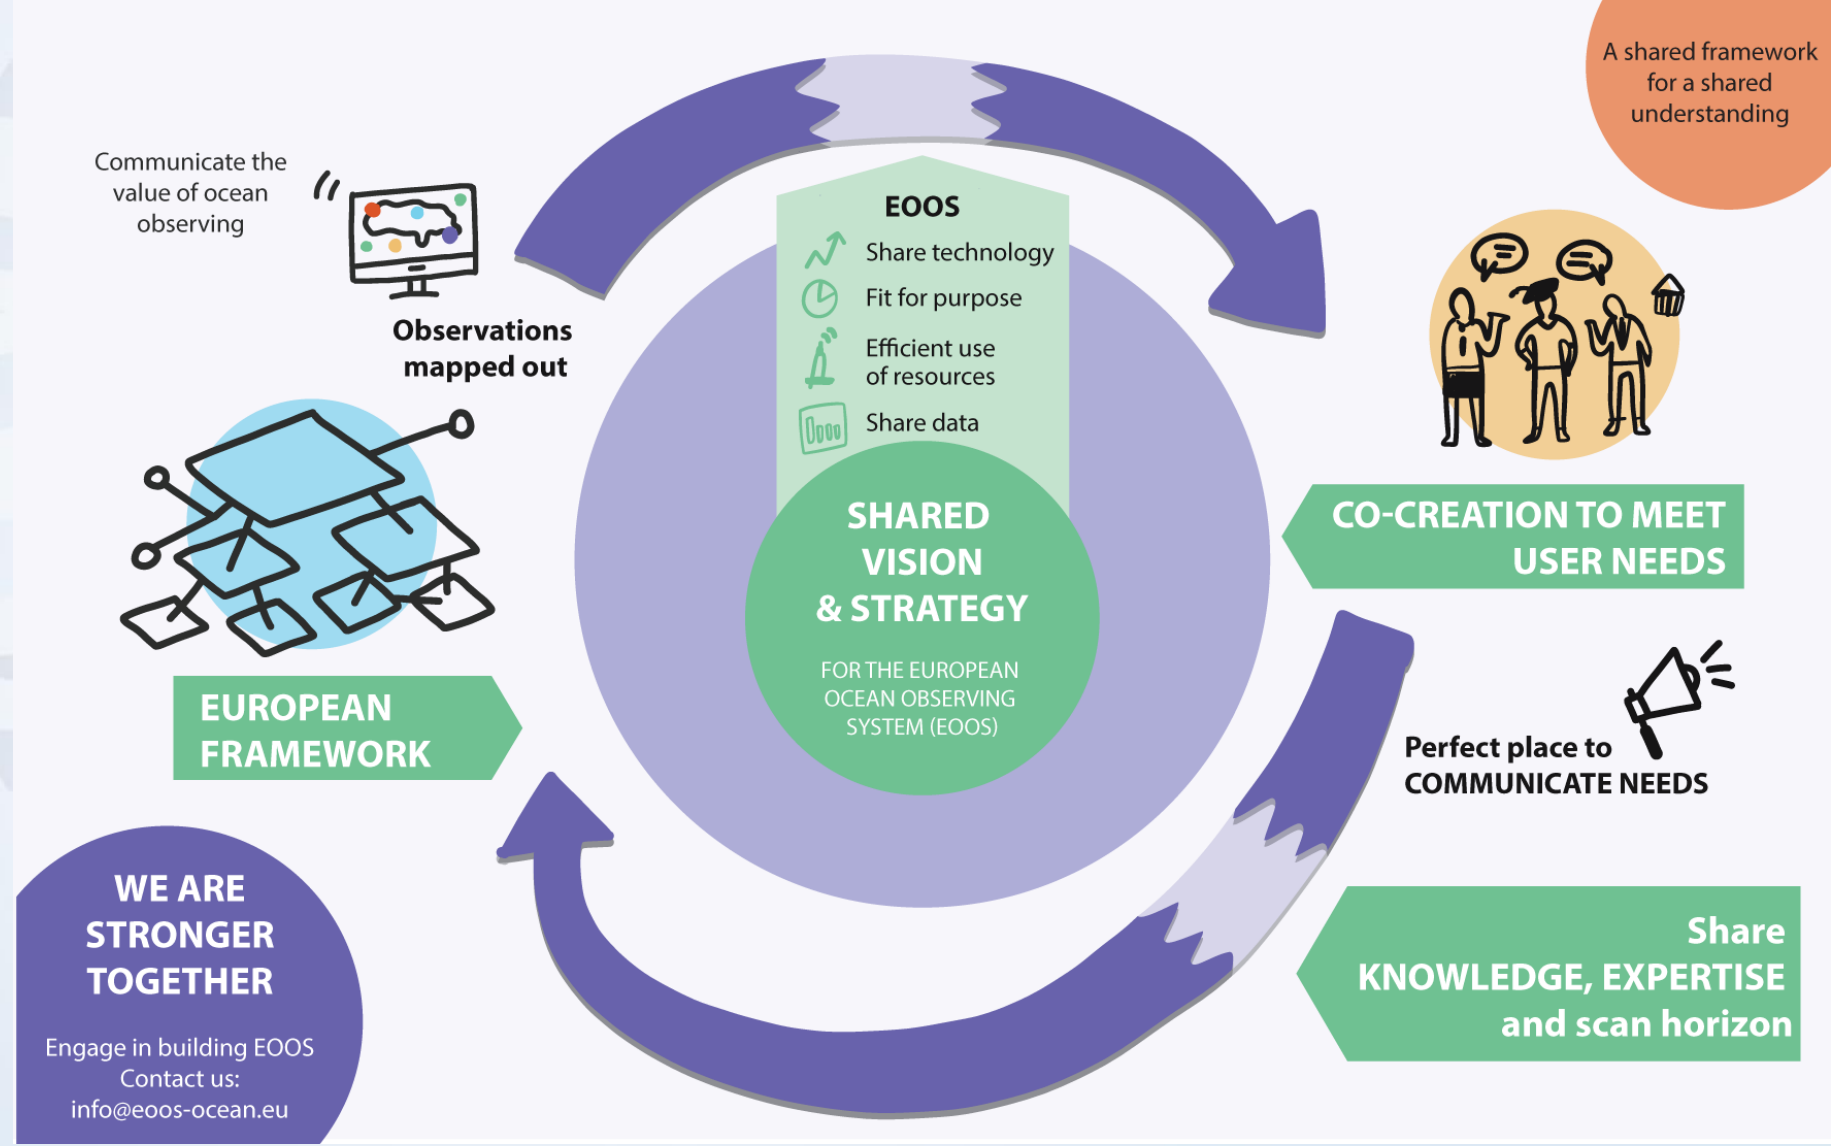 A shared framework
for a shared
understanding
Communicate the
value of ocean
observing
Observations
mapped out
EOOS
Share technology
Fit for purpose
Efficient use
of resources
Share data
SHARED
VISION
& STRATEGY
FOR THE EUROPEAN
OCEAN OBSERVING
SYSTEM (EOOS)
CO-CREATION TO MEET
USER NEEDS
EUROPEAN
FRAMEWORK
Perfect place to
COMMUNICATE NEEDS
WE ARE
STRONGER
TOGETHER
Engage in building EOOS
Contact us:
info@eoos-ocean.eu
Share
KNOWLEDGE, EXPERTISE
and scan horizon